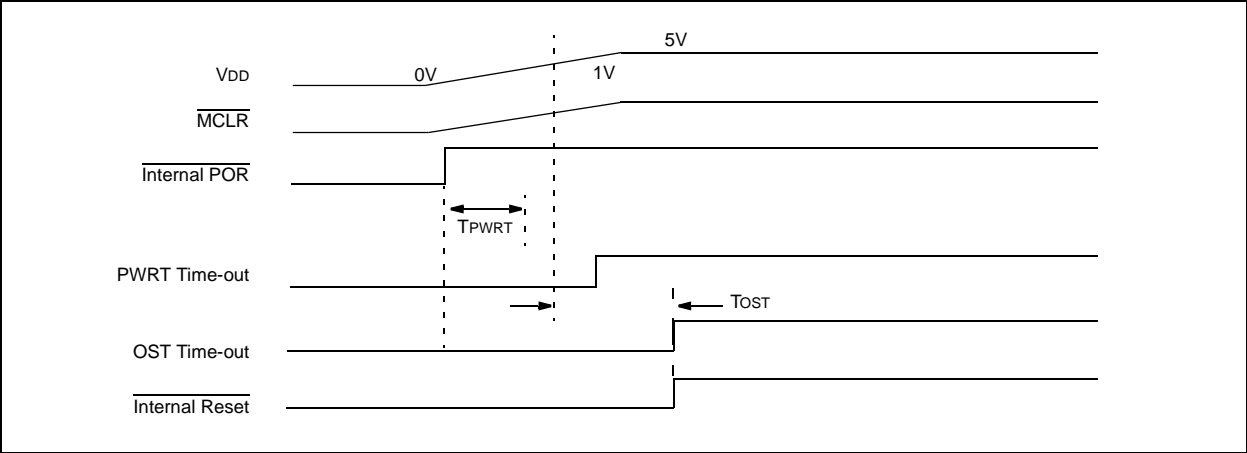 5V
VDD 0V 1V
MCLR
Internal POR
TPWRT
PWRT Time-out
TOST
OST Time-out
Internal Reset